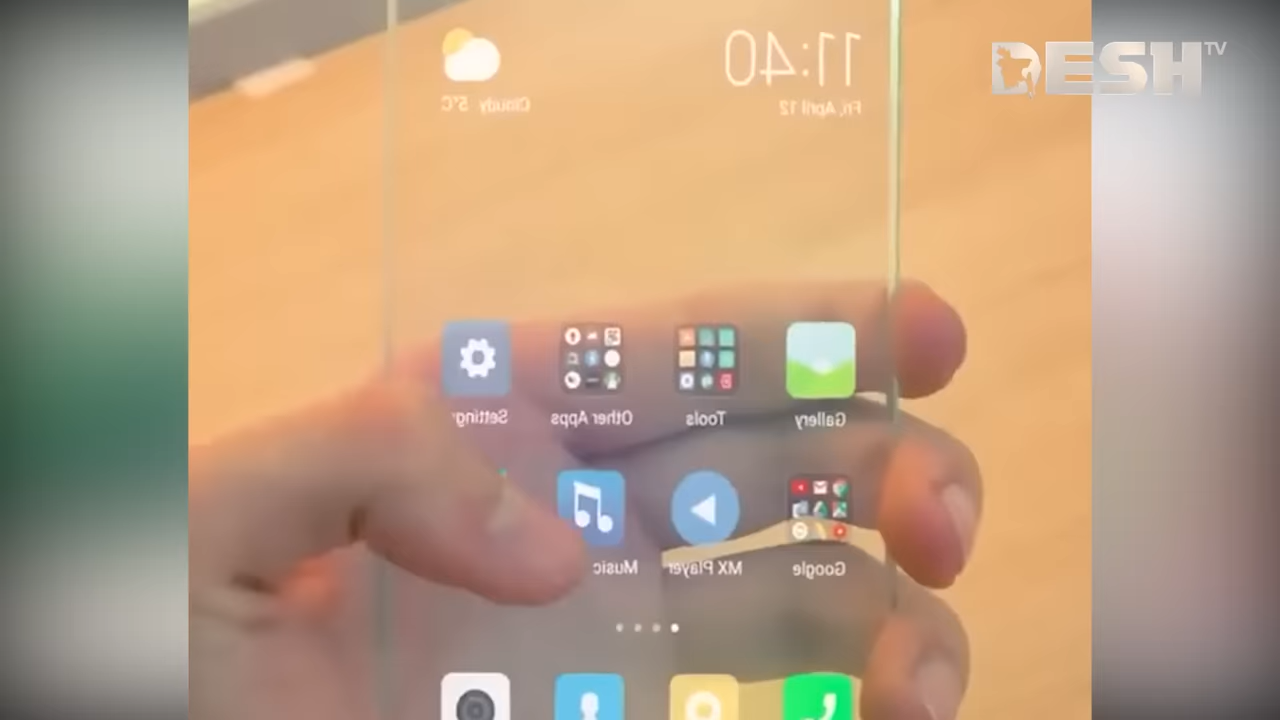 DESH TV
11:40
Fri, April 12
Cloudy 5°C
Gallery
Tools
Other Apps
Settings
Google
MX Player
Music